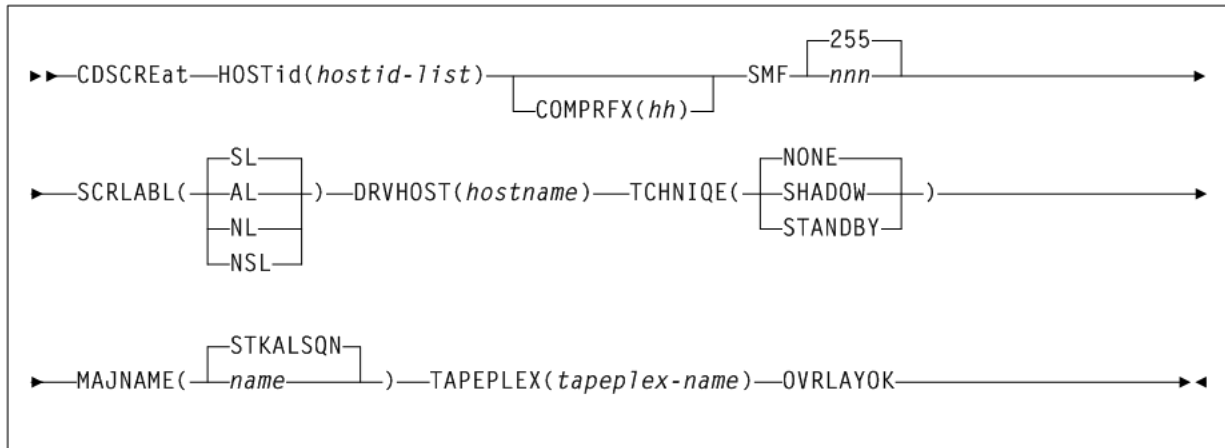 255
CDSCREat HOSTid(hostid-list) SMF nnn
COMPRFX(hh)
SL NONE
SCRLABL( AL ) DRVHOST(hostname) TCHNIQE( SHADOW )
NL STANDBY
NSL
STKALSQN
MAJNAME( name ) TAPEPLEX(tapeplex-name) OVRLAYOK